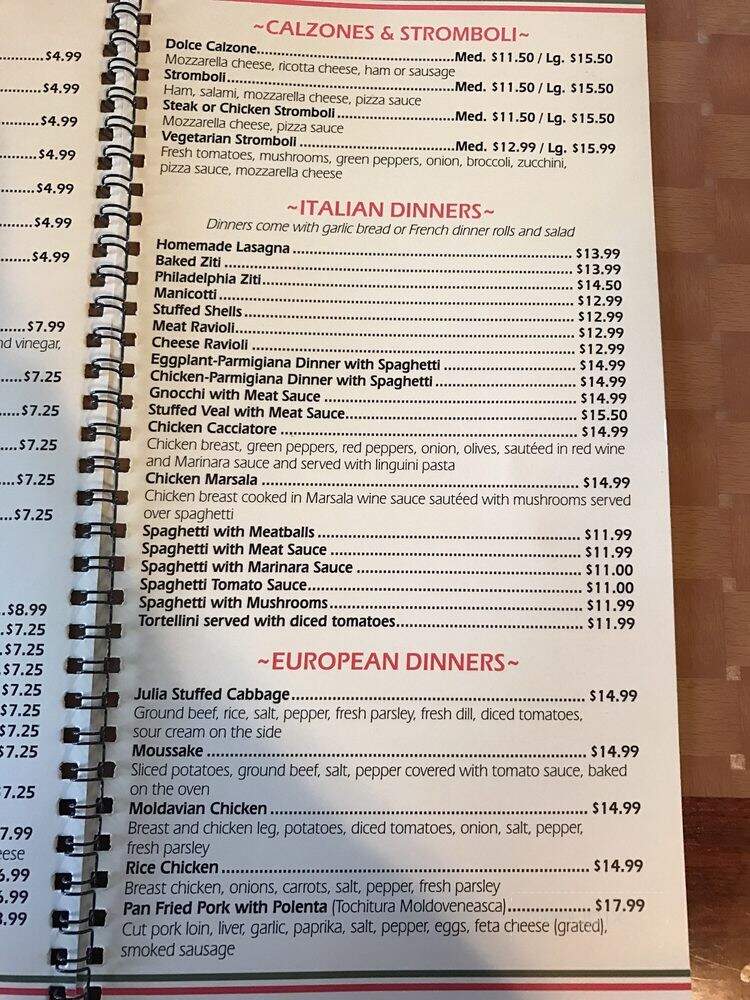 .....$4.99
.....$4.99
.....$4.99
.....$4.99
.....$4.99
.....$4.99
.....$4.99
.....$7.99
nd vinegar,
.....$7.25
.....$7.25
.....$7.25
.....$7.25
.....$7.25
..$8.99
.$7.25
.$7.25
$7.25
$7.25
$7.25
$7.25
$7.25
7.25
7.99
eese
6.99
6.99
~CALZONES & STROMBOLI~
Dolce Calzone.....Med. $11.50 / Lg. $15.50
Mozzarella cheese, ricotta cheese, ham or sausage
Stromboli.....Med. $11.50 / Lg. $15.50
Ham, salami, mozzarella cheese, pizza sauce
Steak or Chicken Stromboli.....Med. $11.50 / Lg. $15.50
Mozzarella cheese, pizza sauce
Vegetarian Stromboli.....Med. $12.99 / Lg. $15.99
Fresh tomatoes, mushrooms, green peppers, onion, broccoli, zucchini,
pizza sauce, mozzarella cheese
~ITALIAN DINNERS~
Dinners come with garlic bread or French dinner rolls and salad
Homemade Lasagna.....$13.99
Baked Ziti.....$13.99
Philadelphia Ziti.....$14.50
Manicotti.....$12.99
Stuffed Shells.....$12.99
Meat Ravioli.....$12.99
Cheese Ravioli.....$12.99
Eggplant-Parmigiana Dinner with Spaghetti.....$14.99
Chicken-Parmigiana Dinner with Spaghetti.....$14.99
Gnocchi with Meat Sauce.....$14.99
Stuffed Veal with Meat Sauce.....$15.50
Chicken Cacciatore.....$14.99
Chicken breast, green peppers, red peppers, onion, olives, sautéed in red wine
and Marinara sauce and served with linguini pasta
Chicken Marsala.....$14.99
Chicken breast cooked in Marsala wine sauce sautéed with mushrooms served
over spaghetti
Spaghetti with Meatballs.....$11.99
Spaghetti with Meat Sauce.....$11.99
Spaghetti with Marinara Sauce.....$11.00
Spaghetti Tomato Sauce.....$11.00
Spaghetti with Mushrooms.....$11.99
Tortellini served with diced tomatoes.....$11.99
~EUROPEAN DINNERS~
Julia Stuffed Cabbage.....$14.99
Ground beef, rice, salt, pepper, fresh parsley, fresh dill, diced tomatoes,
sour cream on the side
Moussake.....$14.99
Sliced potatoes, ground beef, salt, pepper covered with tomato sauce, baked
on the oven
Moldavian Chicken.....$14.99
Breast and chicken leg, potatoes, diced tomatoes, onion, salt, pepper,
fresh parsley
Rice Chicken.....$14.99
Breast chicken, onions, carrots, salt, pepper, fresh parsley
Pan Fried Pork with Polenta (Tochitura Moldoveneasca).....$17.99
Cut pork loin, liver, garlic, paprika, salt, pepper, eggs, feta cheese (grated),
smoked sausage